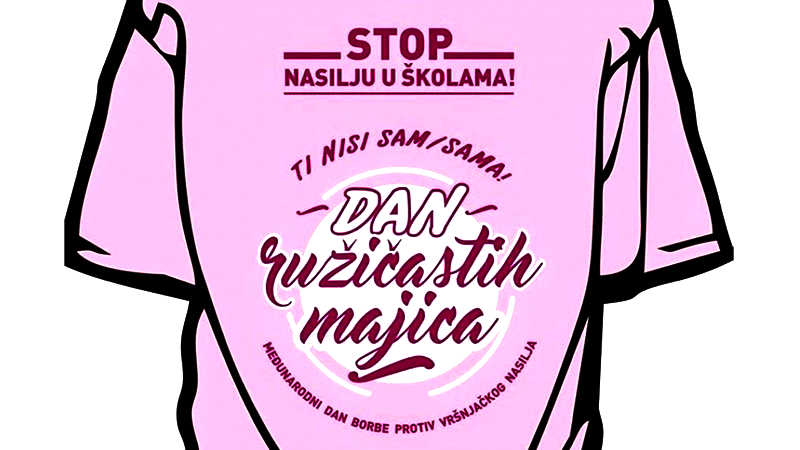 STOP
NASILJU U ŠKOLAMA!
TI NISI SAM/SAMA!
DAN
ružičastih
majica
MEĐUNARODNI DAN BORBE PROTIV VRŠNJAČKOG NASILJA